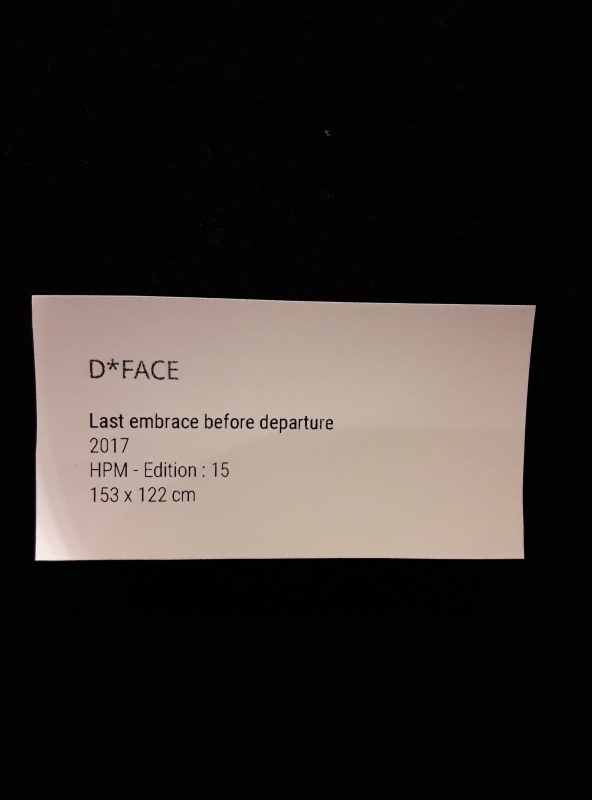 D*FACE
Last embrace before departure
2017
HPM - Edition : 15
153 x 122 cm